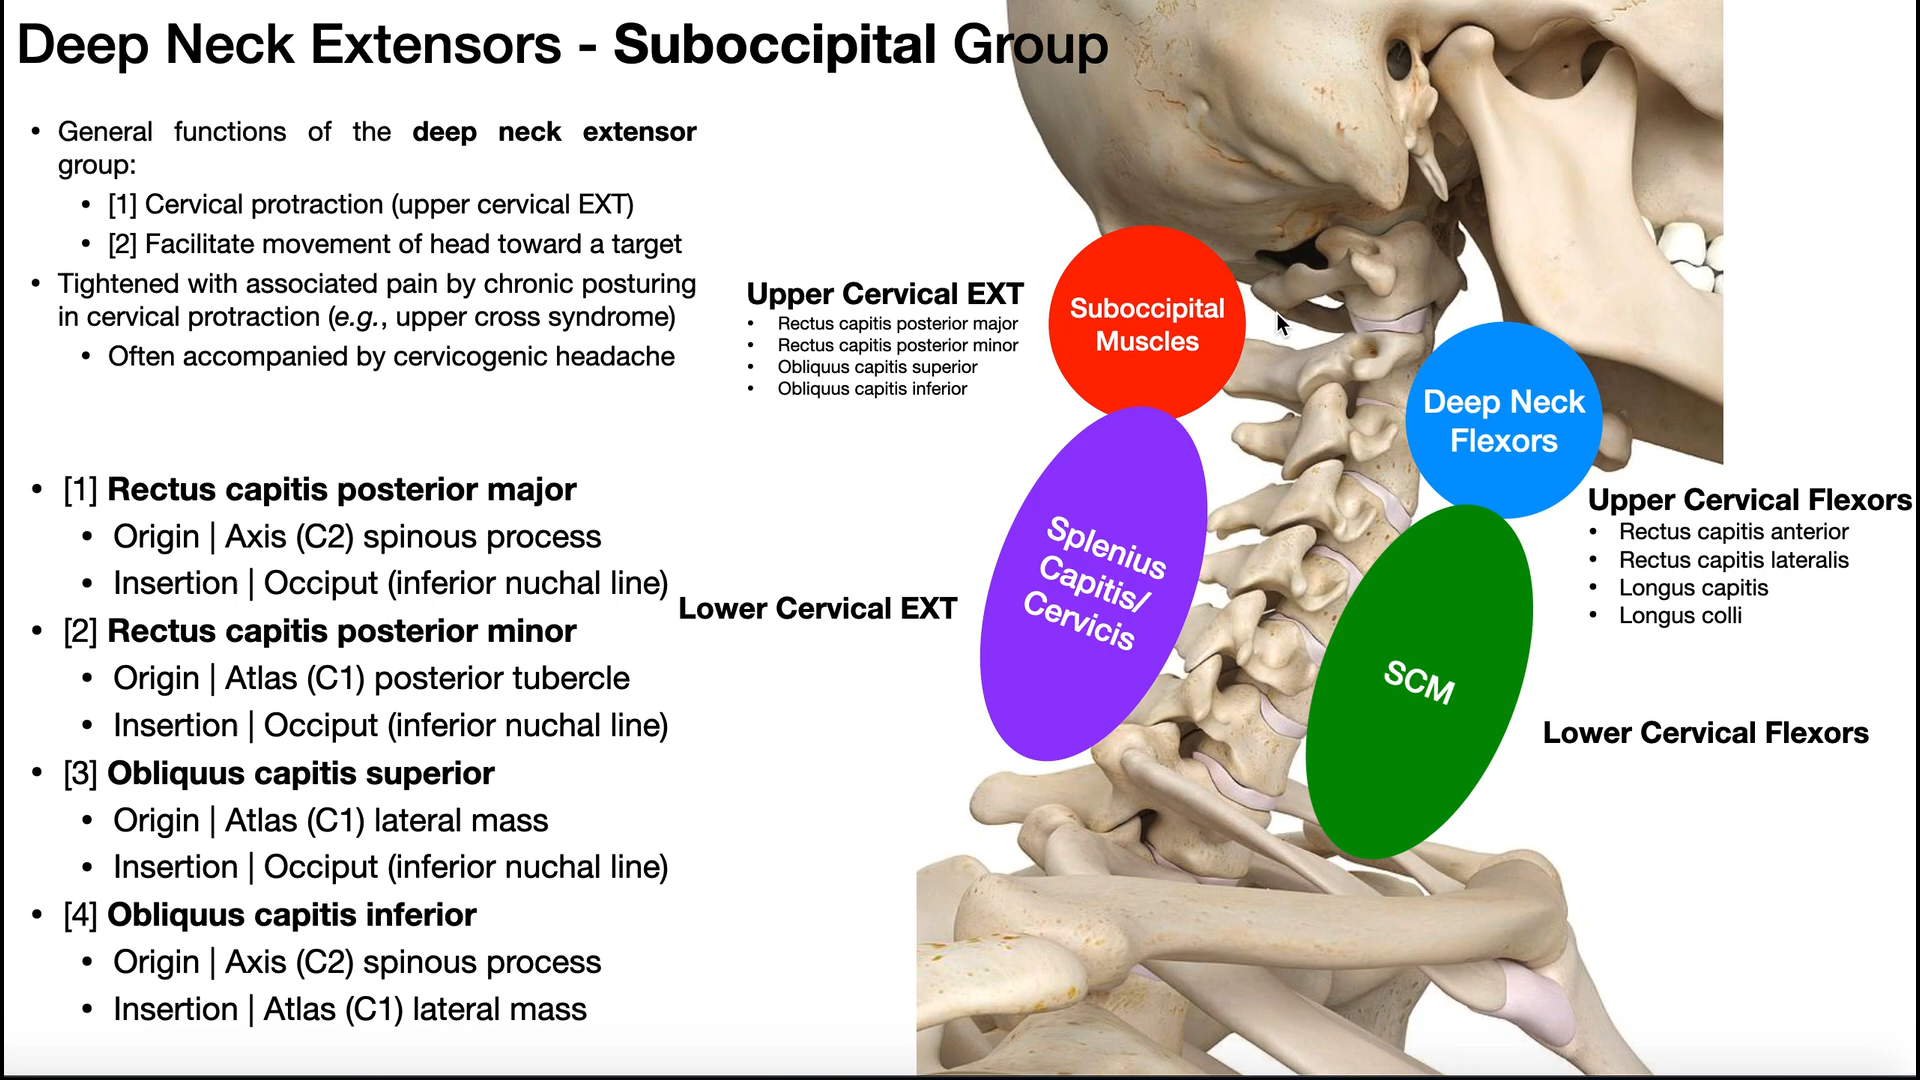 Deep Neck Extensors - Suboccipital Group
• General functions of the deep neck extensor
group:
• [1] Cervical protraction (upper cervical EXT)
• [2] Facilitate movement of head toward a target
• Tightened with associated pain by chronic posturing
in cervical protraction (e.g., upper cross syndrome)
• Often accompanied by cervicogenic headache
• [1] Rectus capitis posterior major
• Origin | Axis (C2) spinous process
• Insertion | Occiput (inferior nuchal line)
• [2] Rectus capitis posterior minor
• Origin | Atlas (C1) posterior tubercle
• Insertion | Occiput (inferior nuchal line)
• [3] Obliquus capitis superior
• Origin | Atlas (C1) lateral mass
• Insertion | Occiput (inferior nuchal line)
• [4] Obliquus capitis inferior
• Origin | Axis (C2) spinous process
• Insertion | Atlas (C1) lateral mass
Upper Cervical EXT
• Rectus capitis posterior major
• Rectus capitis posterior minor
• Obliquus capitis superior
• Obliquus capitis inferior
Suboccipital
Muscles
Lower Cervical EXT
Splenius
Capitis/
Cervicis
Deep Neck
Flexors
Upper Cervical Flexors
• Rectus capitis anterior
• Rectus capitis lateralis
• Longus capitis
• Longus colli
SCM
Lower Cervical Flexors